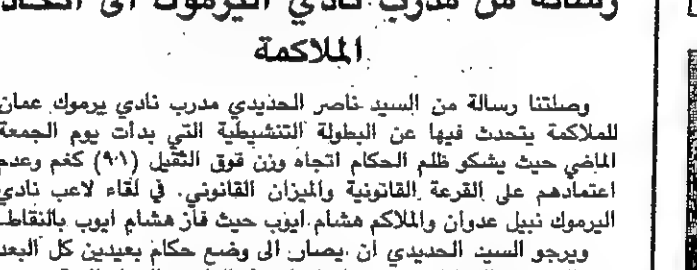 رسالة من مدرب نادي اليرموك الى اتحاد
الملاكمة
وصلتنا رسالة من السيد ناصر الحديدي مدرب نادي يرموك عمان
للملاكمة يتحدث فيها عن البطولة التنشيطية التي بدأت يوم الجمعة
الماضي حيث يشكو ظلم الحكام اتجاه وزن فوق الثقيل (٩٠١) كغم وعدم
اعتمادهم على القرعة القانونية والميزان القانوني. في لقاء لاعب نادي
اليرموك نبيل عدوان والملاكم هشام ايوب حيث فاز هشام ايوب بالنقاط.
ويرجو السيد الحديدي ان يصار الى وضع حكام بعيدين كل البعد